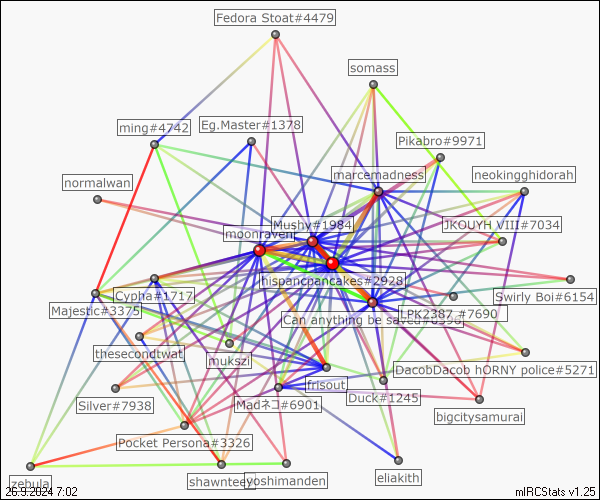 Fedora Stoat#4479
somass
ming#4742
Eg.Master#1378
Pikabro#9971
marcemadness
neokingghidorah
normalwan
Mushy#1984
JKOUYH VIII#7034
moonraven
hispancpancakes#2928
Cypha#1717
Swirly Boi#6154
Majestic#3375
LPK2387_#7690
Can anything be saved
thesecondtwat
mukszi
DacobDacob hORNY police#5271
frisout
Silver#7938
Madネコ#6901
Duck#1245
bigcitysamurai
Pocket Persona#3326
zebula
shawnteey
yoshimanden
eliakith
26.9.2024 7:02
mIRCStats v1.25